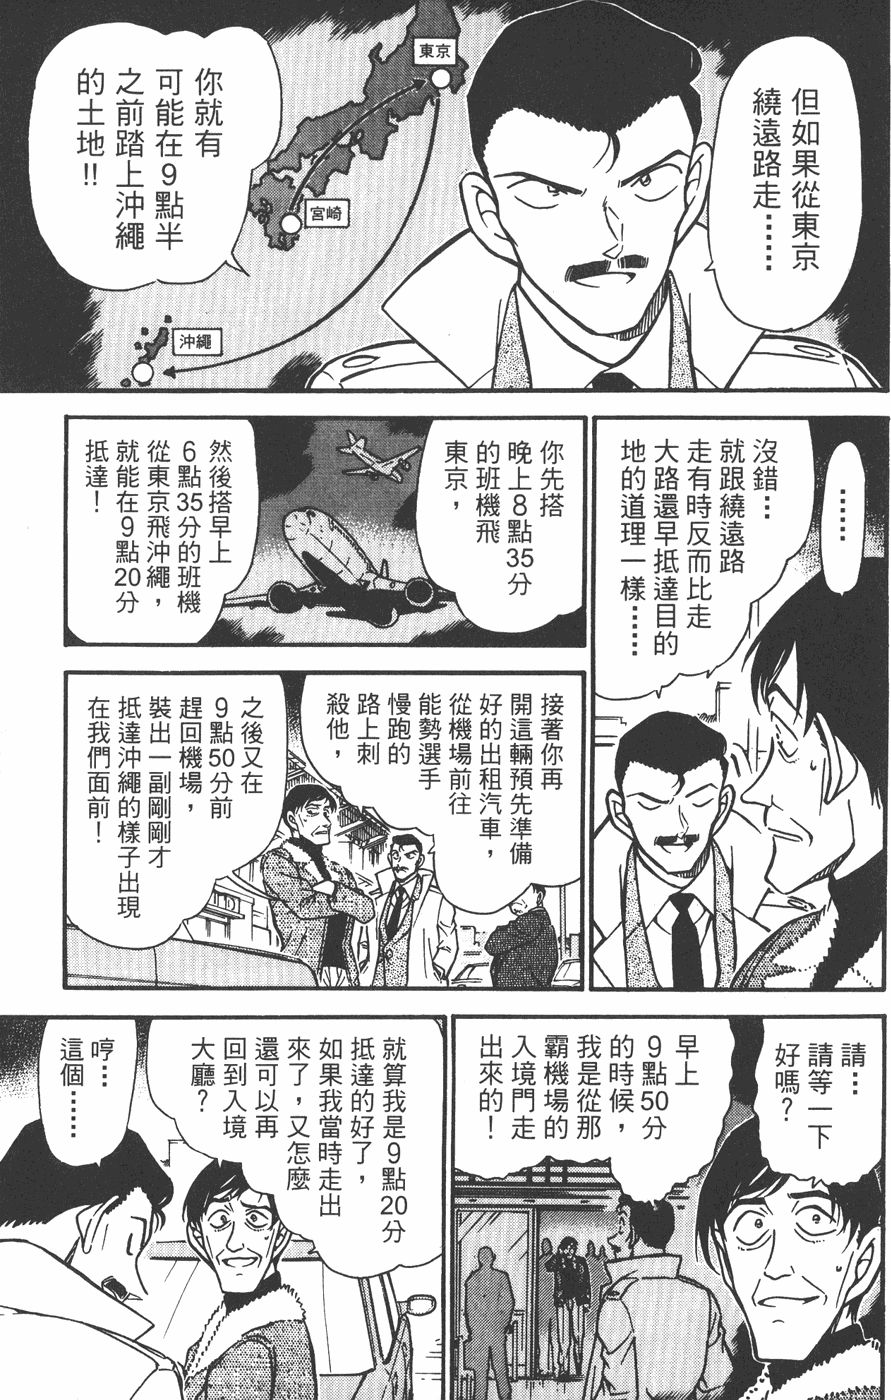 但如果從東京
繞遠路走……
東京
宮崎
沖繩
你就有
可能在9點半
之前踏上沖繩
的土地!!
………
沒錯…
就跟繞遠路
走有時反而比走
大路還早抵達目的
地的道理一樣……
你先搭
晚上8點35分
的班機飛
東京，
然後搭早上
6點35分的班機
從東京飛沖繩，
就能在9點20分
抵達！
接著你再
開這輛預先準備
好的出租汽車，
從機場前往
能勢選手
慢跑的
路上刺
殺他，
之後又在
9點50分前
趕回機場，
裝出一副剛剛才
抵達沖繩的樣子出現
在我們面前！
請…
請等一下
好嗎？
早上
9點50分
的時候，
我是從那
霸機場的
入境門走
出來的！
就算我是9點20分
抵達的好了，
如果我當時走出
來了，又怎麼
還可以再
回到入境
大廳？
哼…
這個……